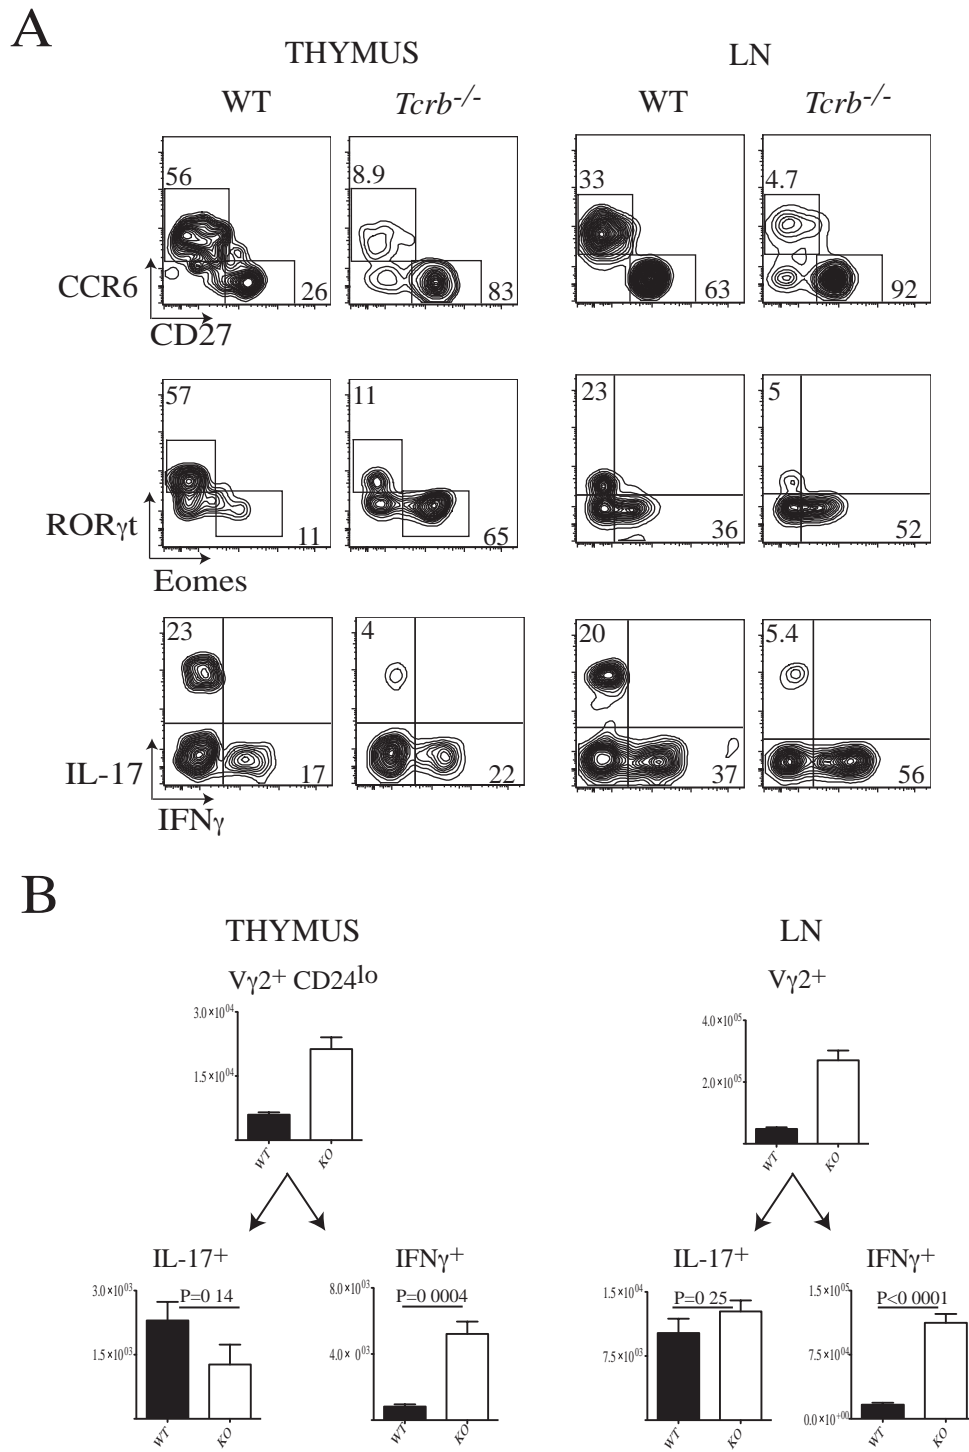 A
THYMUS LN
WT Tcrb-/- WT Tcrb-/-
56 8.9 33 4.7
CCR6 26 83 63 92
CD27
57 11 23 5
RORγt 11 65 36 52
Eomes
23 4 20 5.4
IL-17 17 22 37 56
IFNγ
B
THYMUS LN
Vγ2+ CD24lo Vγ2+
3.0×10^04 4.0×10^05
1.5×10^04 2.0×10^05
WT KO WT KO
IL-17+ IFNγ+ IL-17+ IFNγ+
3.0×10^03 P=0 14 8.0×10^03 P=0 0004 1.5×10^04 P=0 25 1.5×10^05 P<0 0001
1.5×10^03 4.0× 0^03 7.5×10^03 7.5×10^04
0.0×10^+00
WT KO WT KO WT KO WT KO